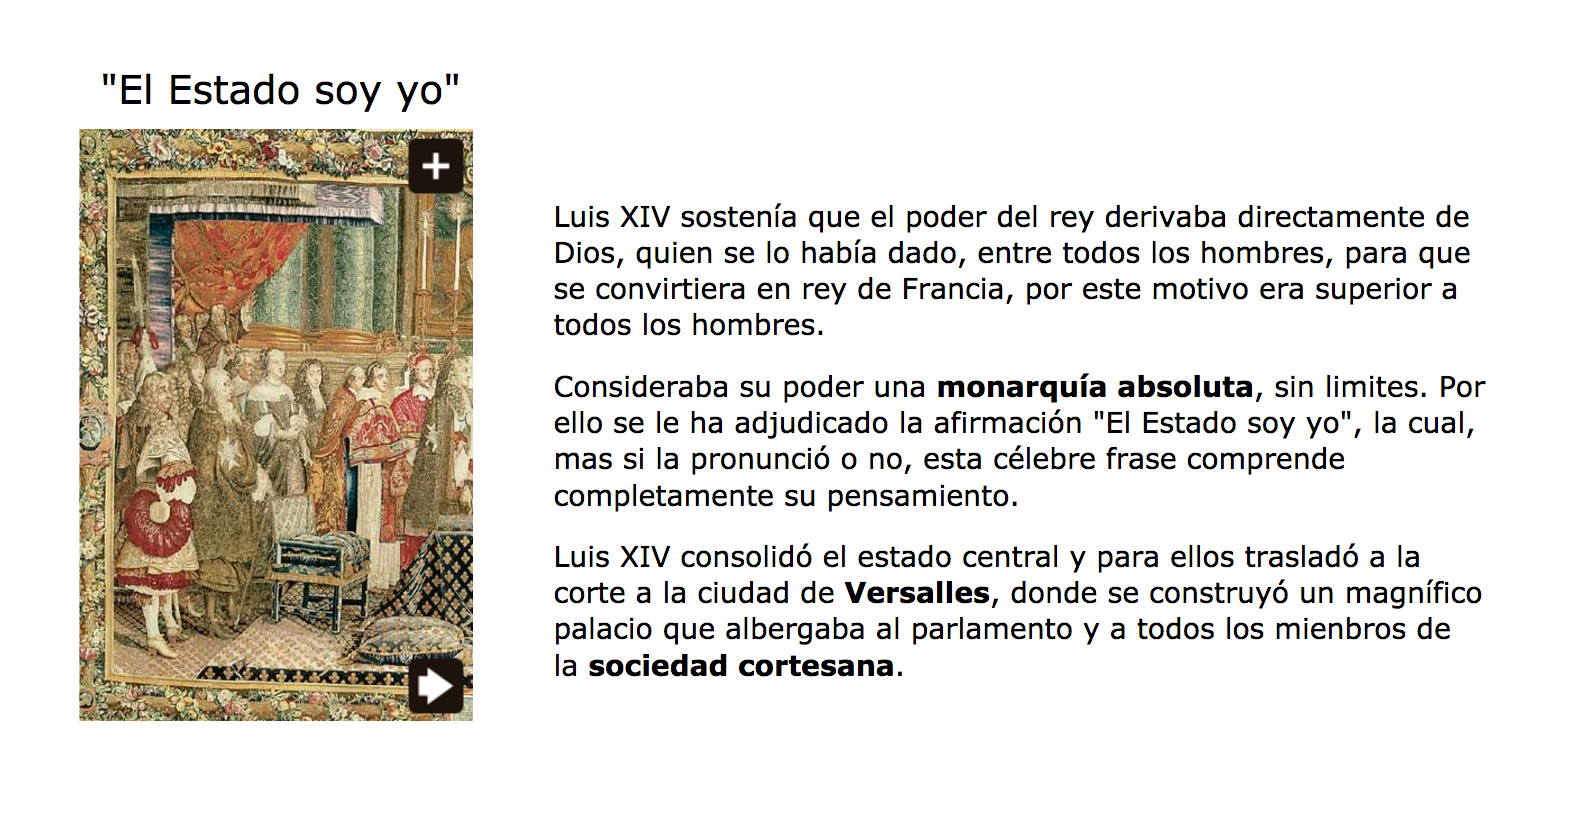 "El Estado soy yo"
Luis XIV sostenía que el poder del rey derivaba directamente de
Dios, quien se lo había dado, entre todos los hombres, para que
se convirtiera en rey de Francia, por este motivo era superior a
todos los hombres.
Consideraba su poder una monarquía absoluta, sin limites. Por
ello se le ha adjudicado la afirmación "El Estado soy yo", la cual,
mas si la pronunció o no, esta célebre frase comprende
completamente su pensamiento.
Luis XIV consolidó el estado central y para ellos trasladó a la
corte a la ciudad de Versalles, donde se construyó un magnífico
palacio que albergaba al parlamento y a todos los mienbros de
la sociedad cortesana.